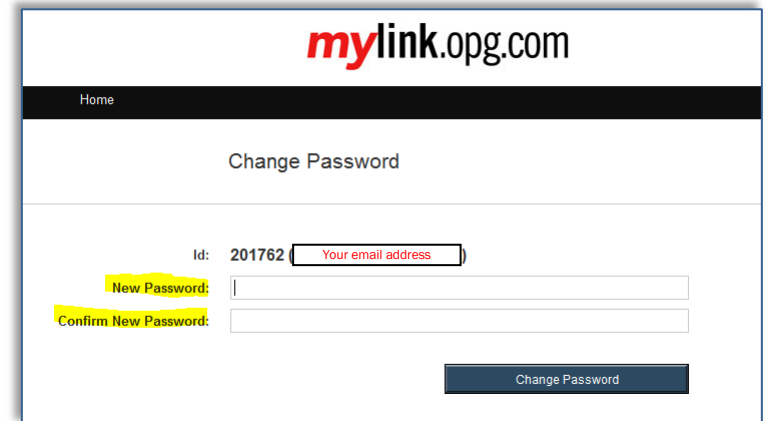 mylink.opg.com
Home
Change Password
Id: 201762 ( Your email address )
New Password:
Confirm New Password:
Change Password